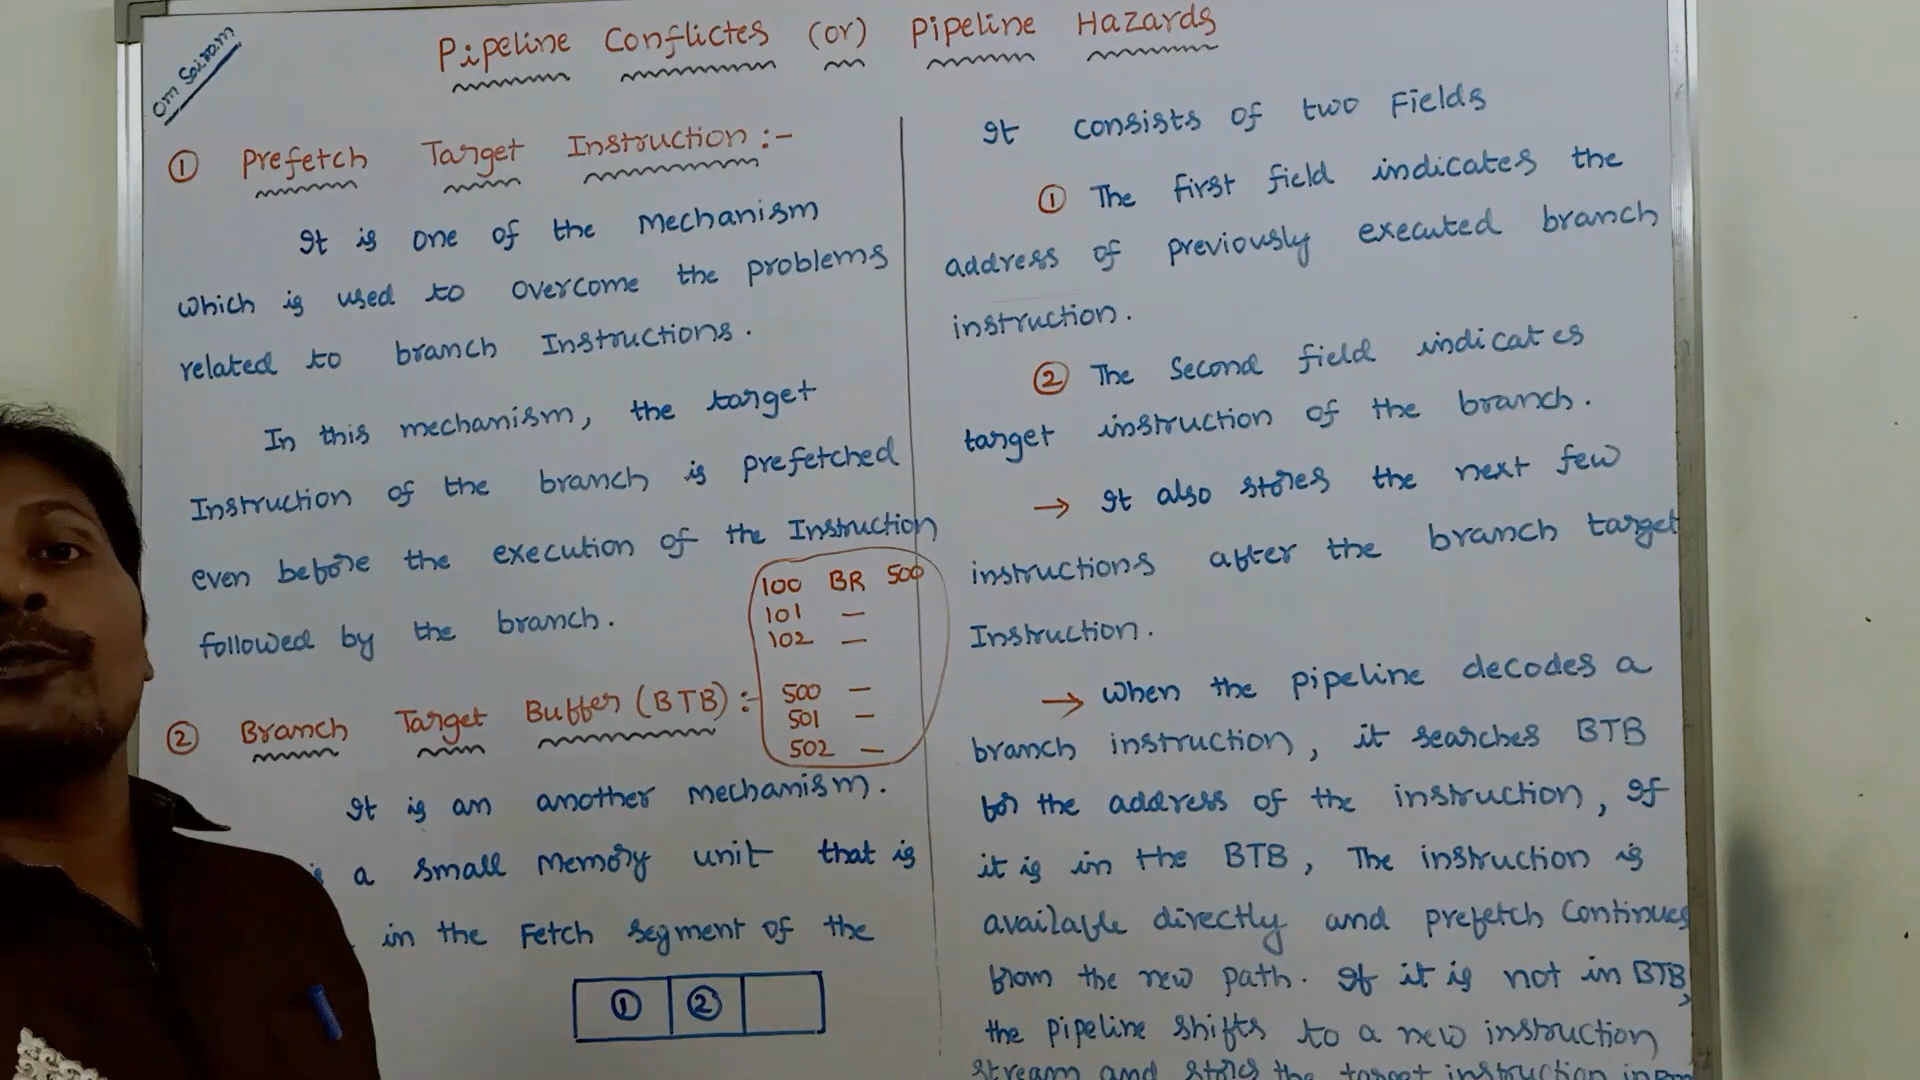 Om Sairam
Pipeline Conflictes (or) Pipeline Hazards
① Prefetch Target Instruction :-
It is one of the mechanism
which is used to overcome the problems
related to branch Instructions.
In this mechanism, the target
Instruction of the branch is prefetched
even before the execution of the Instruction
followed by the branch.
100 BR 500
101 —
102 —
500 —
501 —
502 —
② Branch Target Buffer (BTB) :-
It is an another mechanism.
a small memory unit that is
in the Fetch segment of the
① ②
It consists of two Fields
① The first field indicates the
address of previously executed branch
instruction.
② The Second field indicates
target instruction of the branch.
→ It also stores the next few
instructions after the branch target
Instruction.
→ when the pipeline decodes a
branch instruction, it searches BTB
for the address of the instruction, If
it is in the BTB, The instruction is
available directly and prefetch continues
from the new path. If it is not in BTB,
the pipeline shifts to a new instruction
stream and stores the target instruction in